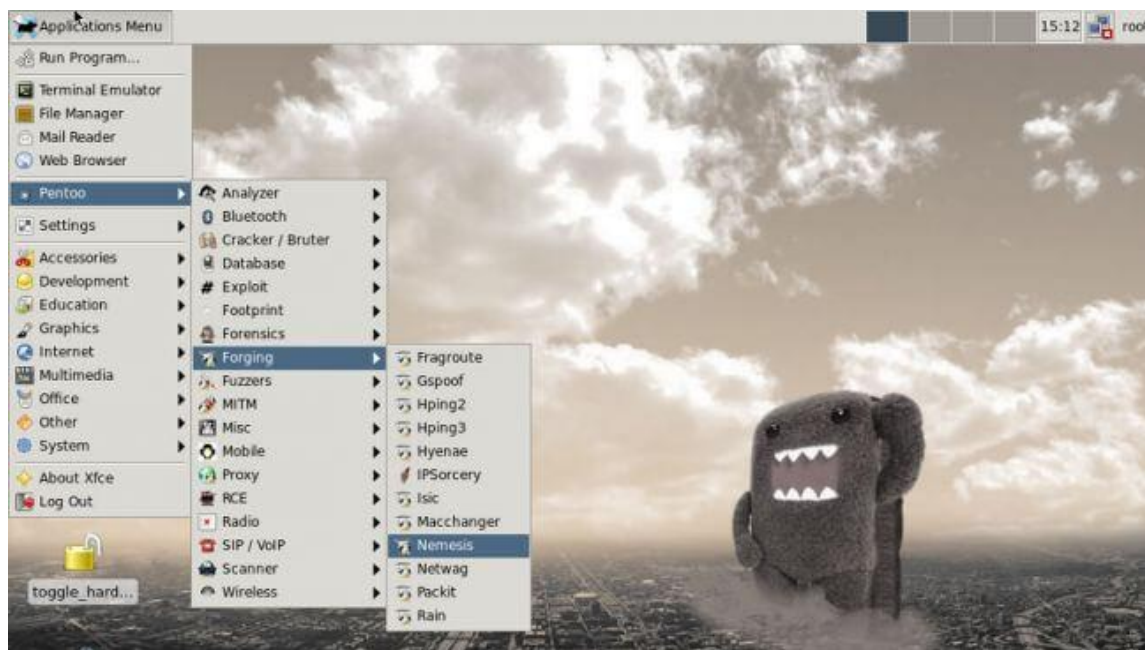 Applications Menu
15:12
root
Run Program...
Terminal Emulator
File Manager
Mail Reader
Web Browser
Pentoo
Settings
Accessories
Development
Education
Graphics
Internet
Multimedia
Office
Other
System
About Xfce
Log Out
Analyzer
Bluetooth
Cracker / Bruter
Database
Exploit
Footprint
Forensics
Forging
Fuzzers
MITM
Misc
Mobile
Proxy
RCE
Radio
SIP / VoIP
Scanner
Wireless
Fragroute
Gspoof
Hping2
Hping3
Hyenae
IPSorcery
Isic
Macchanger
Nemesis
Netwag
Packit
Rain
toggle_hard...